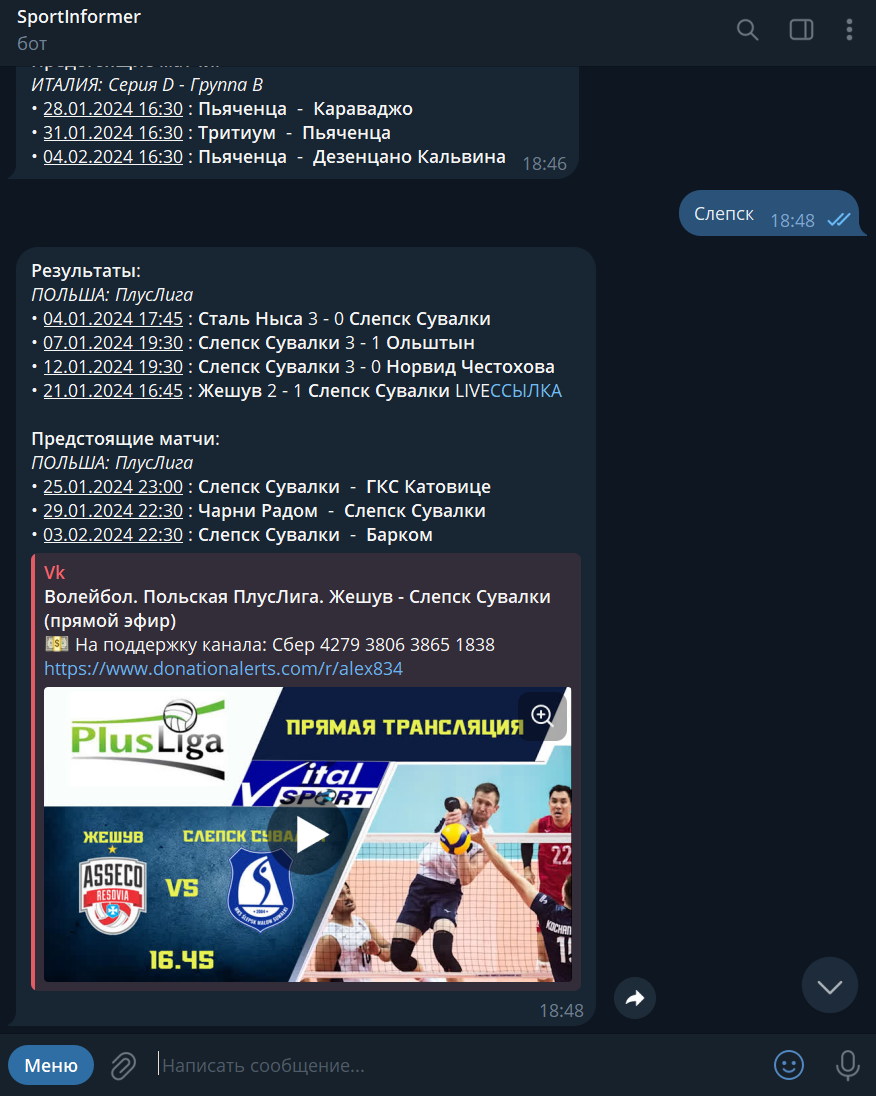 SportInformer
бот
ИТАЛИЯ: Серия D - Группа B
• 28.01.2024 16:30 : Пьяченца - Караваджо
• 31.01.2024 16:30 : Тритиум - Пьяченца
• 04.02.2024 16:30 : Пьяченца - Дезенцано Кальвина
18:46
Слепск 18:48
Результаты:
ПОЛЬША: ПлусЛига
• 04.01.2024 17:45 : Сталь Ныса 3 - 0 Слепск Сувалки
• 07.01.2024 19:30 : Слепск Сувалки 3 - 1 Ольштын
• 12.01.2024 19:30 : Слепск Сувалки 3 - 0 Норвид Честохова
• 21.01.2024 16:45 : Жешув 2 - 1 Слепск Сувалки LIVEССЫЛКА
Предстоящие матчи:
ПОЛЬША: ПлусЛига
• 25.01.2024 23:00 : Слепск Сувалки - ГКС Катовице
• 29.01.2024 22:30 : Чарни Радом - Слепск Сувалки
• 03.02.2024 22:30 : Слепск Сувалки - Барком
Vk
Волейбол. Польская ПлусЛига. Жешув - Слепск Сувалки
(прямой эфир)
💵 На поддержку канала: Сбер 4279 3806 3865 1838
https://www.donationalerts.com/r/alex834
PlusLiga
ПРЯМАЯ ТРАНСЛЯЦИЯ
Vital
SPORT
ЖЕШУВ
СЛЕПСК
ASSECO
RESOVIA
VS
16.45
22
18:48
Меню
Написать сообщение...